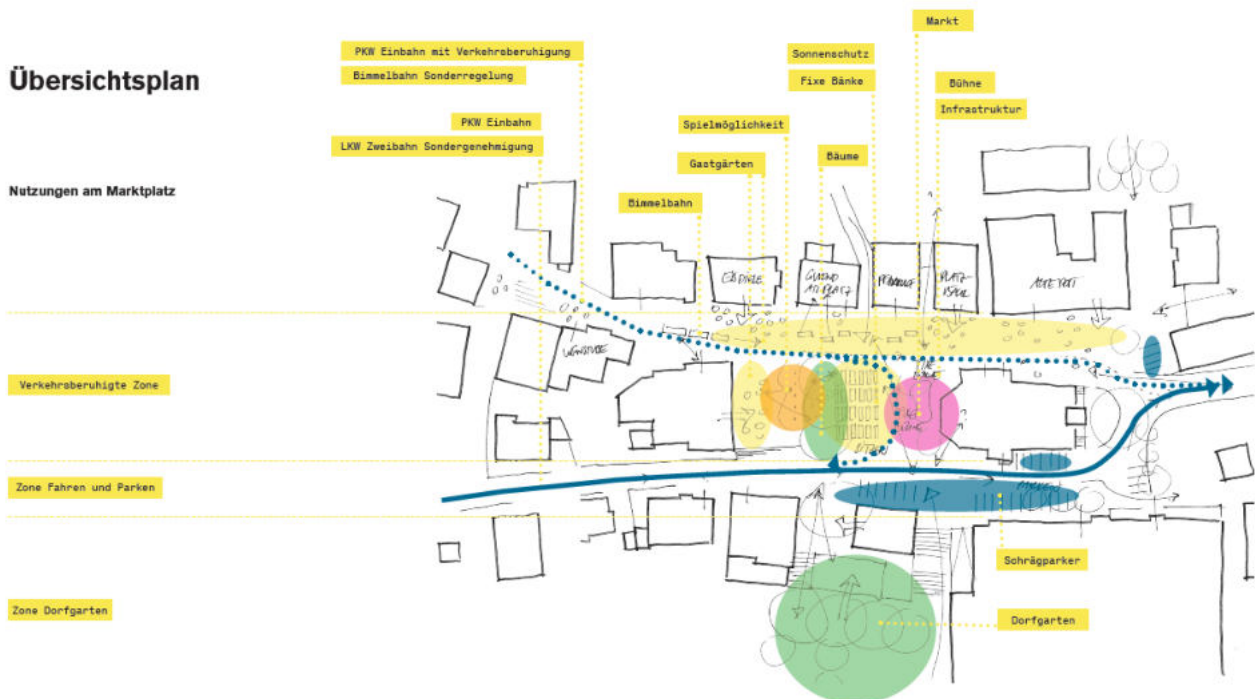 Übersichtsplan
Nutzungen am Marktplatz
Markt
PKW Einbahn mit Verkehrsberuhigung
Bimmelbahn Sonderregelung
Sonnenschutz
Fixe Bänke
Bühne
Infrastruktur
PKW Einbahn
LKW Zweibahn Sondergenehmigung
Spielmöglichkeit
Gastgärten
Bäume
Bimmelbahn
Verkehrsberuhigte Zone
Zone Fahren und Parken
Schrägparker
Zone Dorfgarten
Dorfgarten